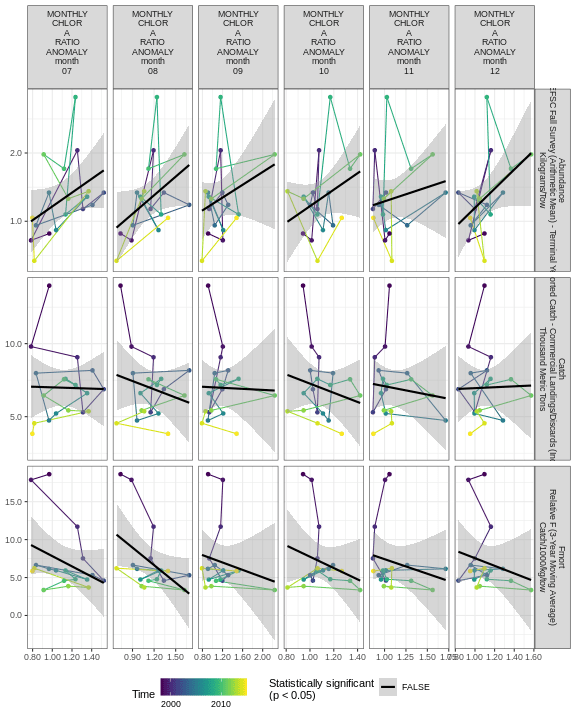 MONTHLY
CHLOR
A
RATIO
ANOMALY
month
07
MONTHLY
CHLOR
A
RATIO
ANOMALY
month
08
MONTHLY
CHLOR
A
RATIO
ANOMALY
month
09
MONTHLY
CHLOR
A
RATIO
ANOMALY
month
10
MONTHLY
CHLOR
A
RATIO
ANOMALY
month
11
MONTHLY
CHLOR
A
RATIO
ANOMALY
month
12
2.0
1.0
Abundance
Fall Survey (Arithmetic Mean) - Terminal
Kilograms/Tow
10.0
5.0
Catch
Catch - Commercial Landings/Discards
Thousand Metric Tons
15.0
10.0
5.0
0.0
Fmort
Relative F (3-Year Moving Average)
Catch/1000/kg/tow
0.80 1.00 1.20 1.40
0.90 1.20 1.50
0.80 1.20 1.60 2.00
0.80 1.00 1.20 1.40
1.00 1.25 1.50
1.00 1.20 1.40 1.60
Time
2000 2010
Statistically significant
(p < 0.05)
FALSE